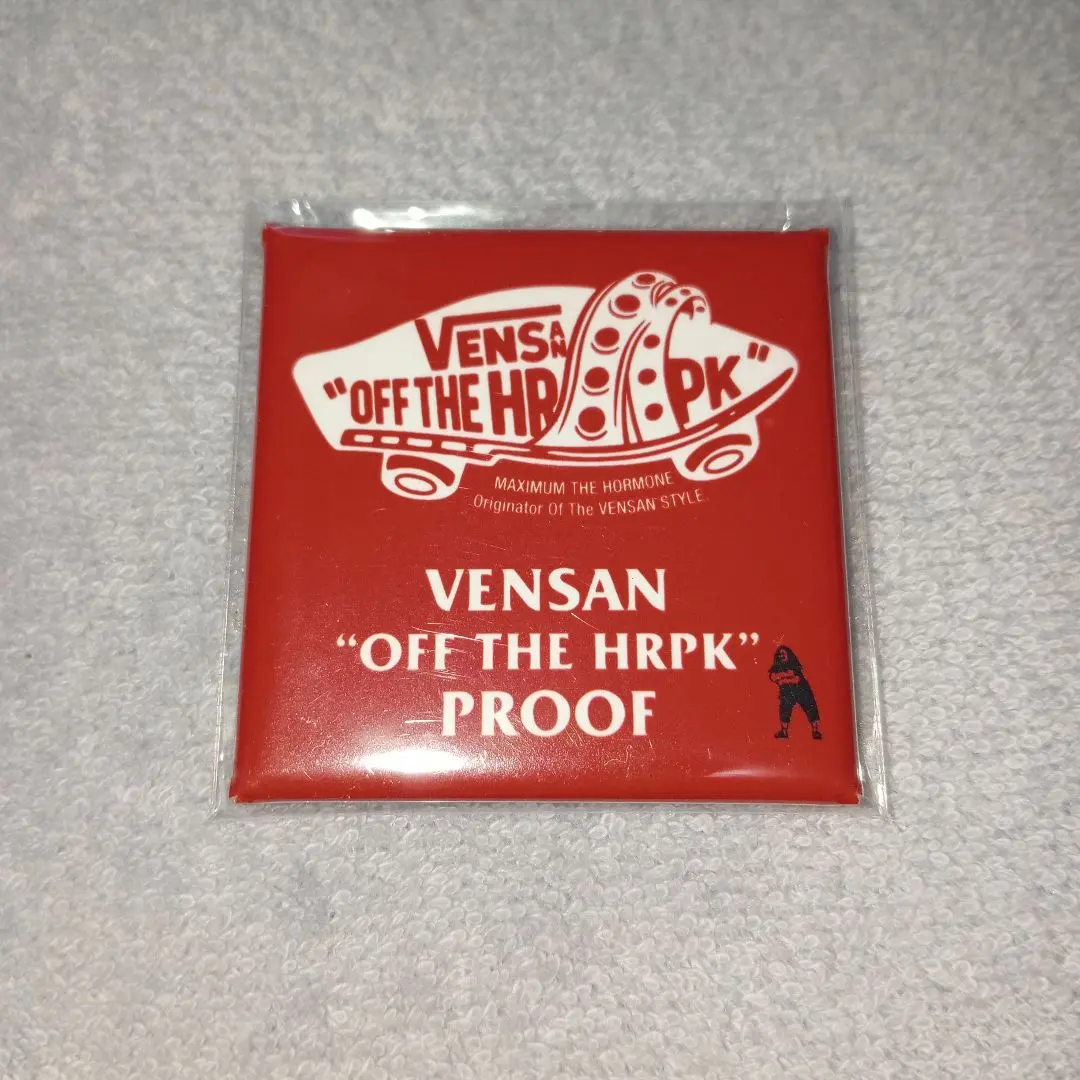 VENSAN
"OFF THE HRPK"
MAXIMUM THE HORMONE
Originator Of The VENSAN STYLE.
VENSAN
“OFF THE HRPK”
PROOF